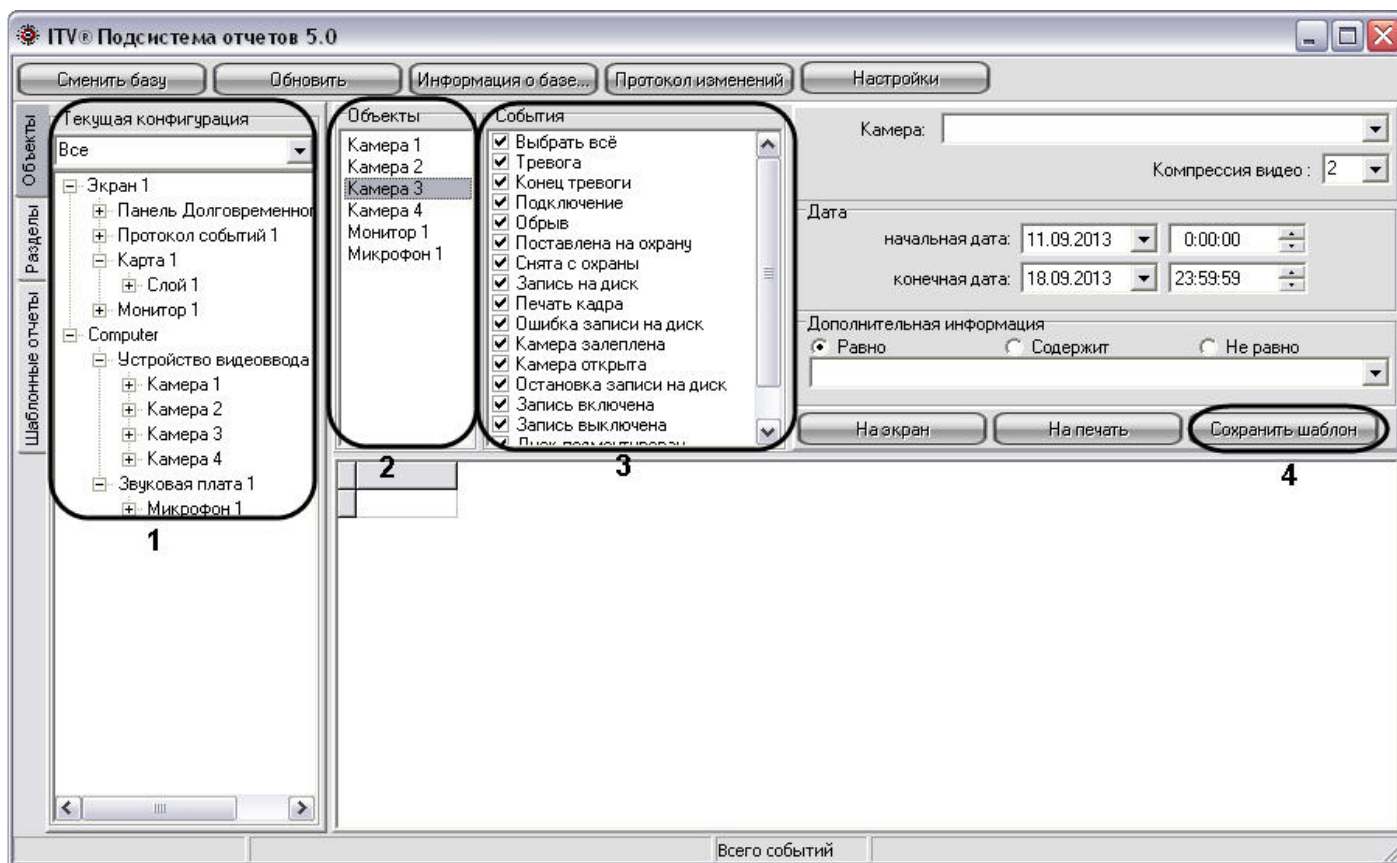 ITV® Подсистема отчетов 5.0
Сменить базу
Обновить
Информация о базе...
Протокол изменений
Настройки
Объекты
Разделы
Шаблонные отчеты
Текущая конфигурация
Все
Экран 1
Панель Долговременног
Протокол событий 1
Карта 1
Слой 1
Монитор 1
Computer
Устройство видеоввода
Камера 1
Камера 2
Камера 3
Камера 4
Звуковая плата 1
Микрофон 1
1
Объекты
Камера 1
Камера 2
Камера 3
Камера 4
Монитор 1
Микрофон 1
2
События
Выбрать всё
Тревога
Конец тревоги
Подключение
Обрыв
Поставлена на охрану
Снята с охраны
Запись на диск
Печать кадра
Ошибка записи на диск
Камера залеплена
Камера открыта
Остановка записи на диск
Запись включена
Запись выключена
3
Камера:
Компрессия видео : 2
Дата
начальная дата: 11.09.2013 0:00:00
конечная дата: 18.09.2013 23:59:59
Дополнительная информация
Равно Содержит Не равно
На экран
На печать
Сохранить шаблон
4
Всего событий